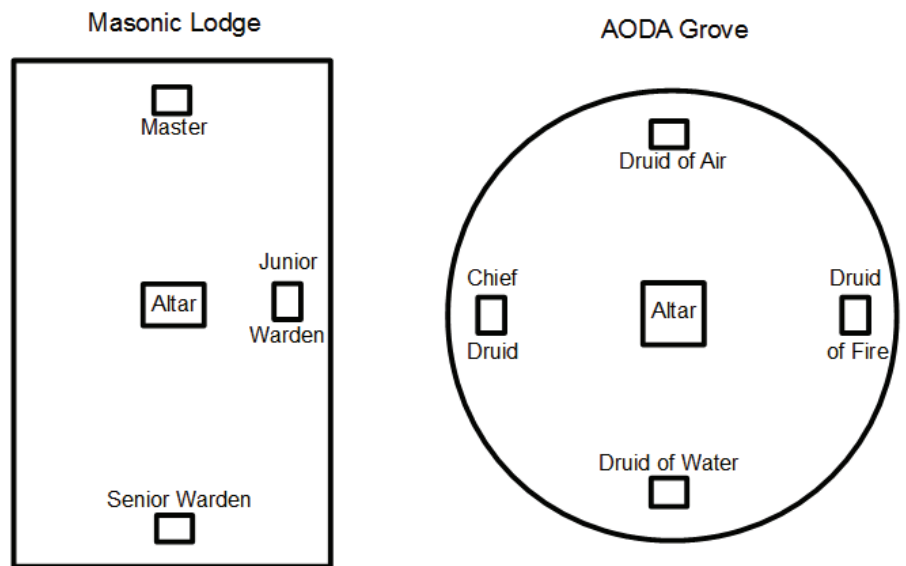 Masonic Lodge
Master
Junior
Altar
Warden
Senior Warden
AODA Grove
Druid of Air
Chief
Druid
Altar
Druid
of Fire
Druid of Water